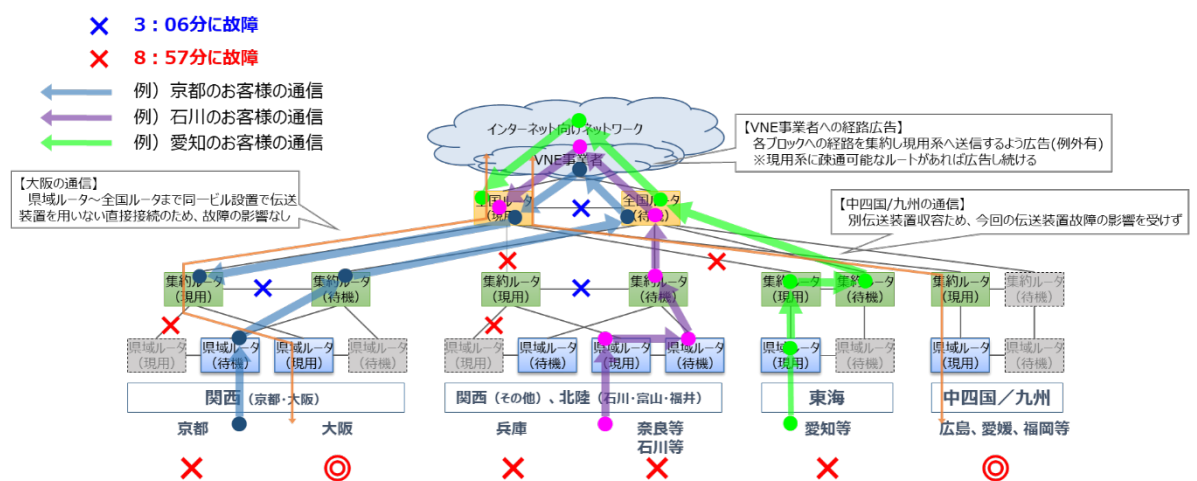 3：06分に故障
8：57分に故障
例）京都のお客様の通信
例）石川のお客様の通信
例）愛知のお客様の通信
インターネット向けネットワーク
VNE事業者
【VNE事業者への経路広告】
各ブロックへの経路を集約し現用系へ送信するよう広告(例外有)
※現用系に疎通可能なルートがあれば広告し続ける
【大阪の通信】
県域ルータ～全国ルータまで同一ビル設置で伝送
装置を用いない直接接続のため、故障の影響なし
全国ルータ
（現用）
全国ルータ
（待機）
【中四国/九州の通信】
別伝送装置収容ため、今回の伝送装置故障の影響を受けず
集約ルータ
（現用）
集約ルータ
（待機）
集約ルータ
（現用）
集約ルータ
（待機）
集約ルータ
（現用）
集約ルータ
（待機）
集約ルータ
（現用）
集約ルータ
（待機）
県域ルータ
（現用）
県域ルータ
（待機）
県域ルータ
（現用）
県域ルータ
（待機）
県域ルータ
（現用）
県域ルータ
（待機）
県域ルータ
（現用）
県域ルータ
（待機）
県域ルータ
（現用）
県域ルータ
（待機）
県域ルータ
（現用）
県域ルータ
（待機）
関西（京都・大阪）
関西（その他）、北陸（石川・富山・福井）
東海
中四国／九州
京都
大阪
兵庫
奈良等
石川等
愛知等
広島、愛媛、福岡等